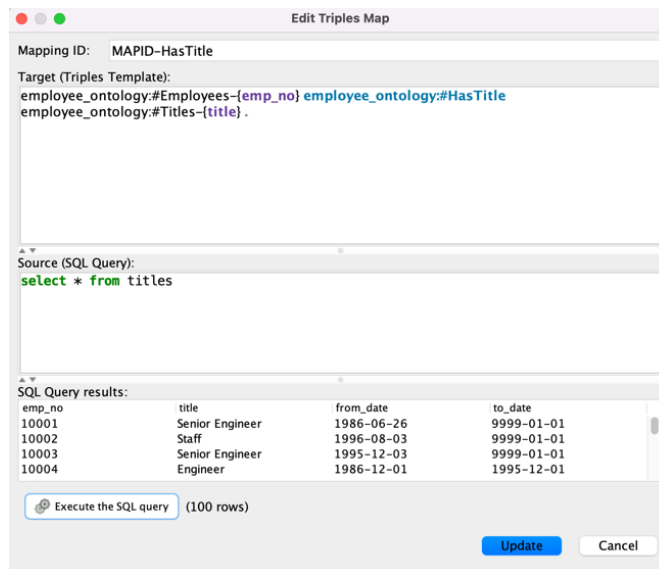 Edit Triples Map
Mapping ID: MAPID-HasTitle
Target (Triples Template):
employee_ontology:#Employees-{emp_no} employee_ontology:#HasTitle
employee_ontology:#Titles-{title} .
Source (SQL Query):
select * from titles
SQL Query results:
emp_no title from_date to_date
10001 Senior Engineer 1986-06-26 9999-01-01
10002 Staff 1996-08-03 9999-01-01
10003 Senior Engineer 1995-12-03 9999-01-01
10004 Engineer 1986-12-01 1995-12-01
Execute the SQL query (100 rows)
Update Cancel